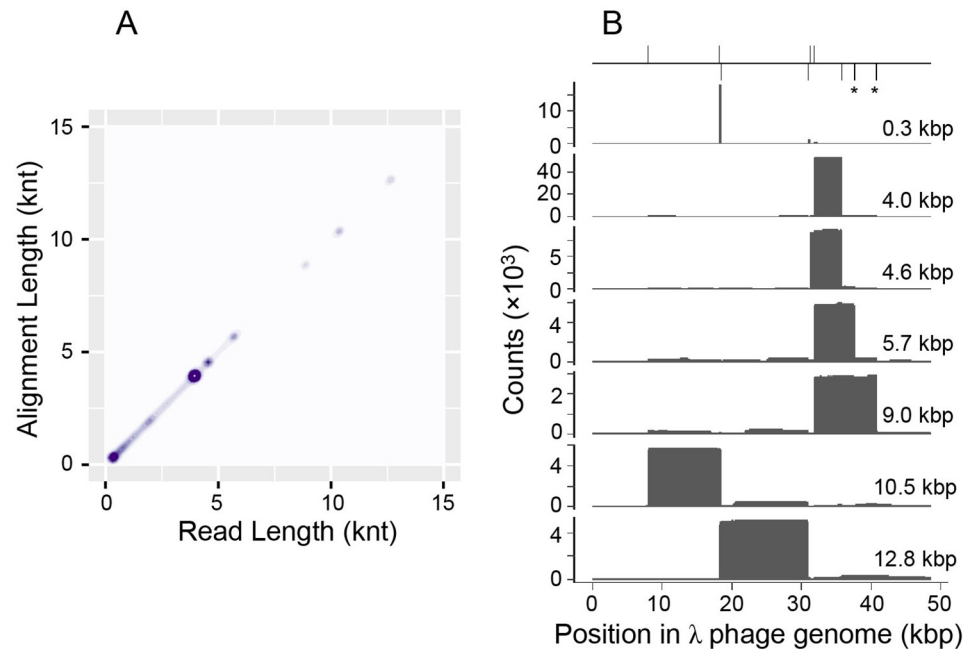 A
B
* *
15
10
5
0
Alignment Length (knt)
0 5 10 15
Read Length (knt)
Counts (×10³)
10
0
0.3 kbp
40
20
0
4.0 kbp
5
0
4.6 kbp
4
0
5.7 kbp
2
0
9.0 kbp
4
0
10.5 kbp
4
0
12.8 kbp
0 10 20 30 40 50
Position in λ phage genome (kbp)